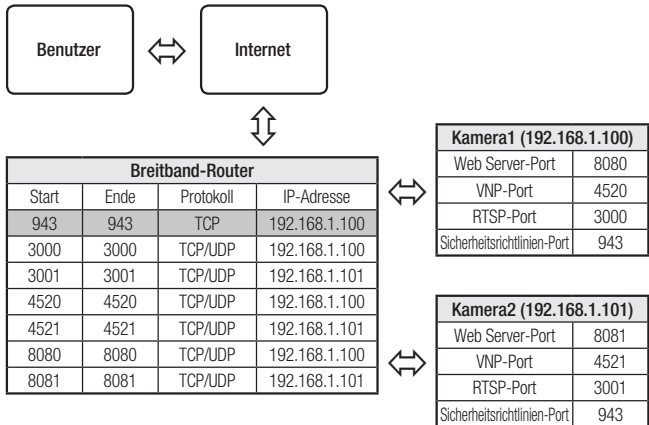 Benutzer Internet
Breitband-Router
Start Ende Protokoll IP-Adresse
943 943 TCP 192.168.1.100
3000 3000 TCP/UDP 192.168.1.100
3001 3001 TCP/UDP 192.168.1.101
4520 4520 TCP/UDP 192.168.1.100
4521 4521 TCP/UDP 192.168.1.101
8080 8080 TCP/UDP 192.168.1.100
8081 8081 TCP/UDP 192.168.1.101
Kamera1 (192.168.1.100)
Web Server-Port 8080
VNP-Port 4520
RTSP-Port 3000
Sicherheitsrichtlinien-Port 943
Kamera2 (192.168.1.101)
Web Server-Port 8081
VNP-Port 4521
RTSP-Port 3001
Sicherheitsrichtlinien-Port 943